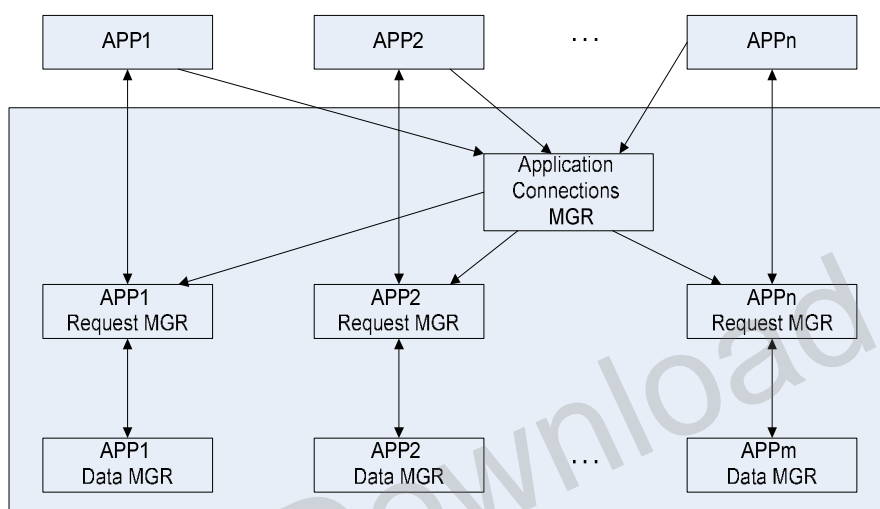 APP1
APP2
...
APPn
Application
Connections
MGR
APP1
Request MGR
APP2
Request MGR
APPn
Request MGR
APP1
Data MGR
APP2
Data MGR
...
APPm
Data MGR
Download